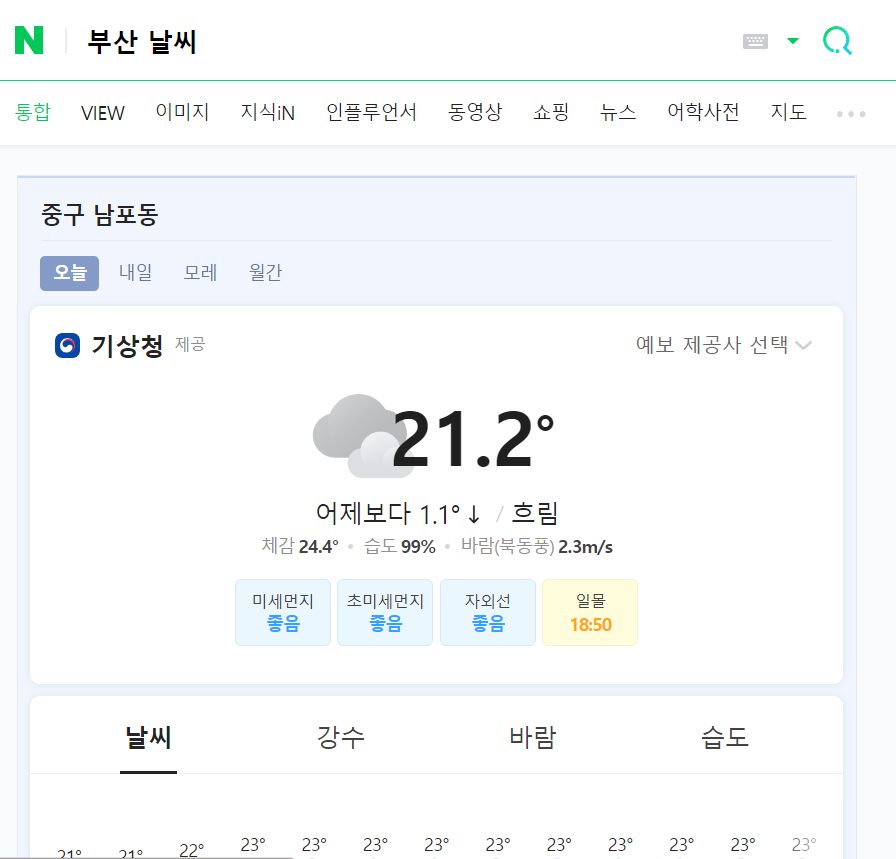 N 부산 날씨
통합 VIEW 이미지 지식iN 인플루언서 동영상 쇼핑 뉴스 어학사전 지도
중구 남포동
오늘 내일 모레 월간
기상청 제공 예보 제공사 선택
21.2°
어제보다 1.1°↓ / 흐림
체감 24.4° • 습도 99% • 바람(북동풍) 2.3m/s
미세먼지 초미세먼지 자외선 일몰
좋음 좋음 좋음 18:50
날씨 강수 바람 습도
21° 21° 22° 23° 23° 23° 23° 23° 23° 23° 23° 23° 23°